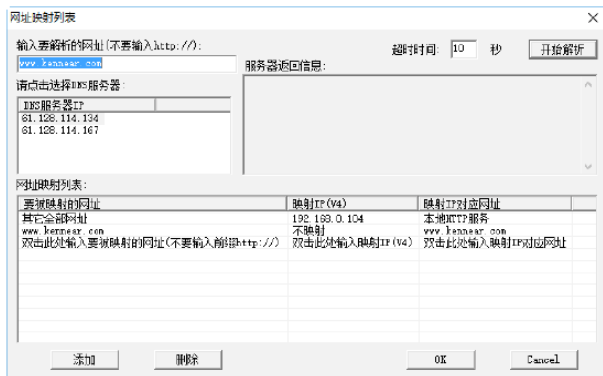 网址映射列表
输入要解析的网址(不要输入http://):
超时时间: 10 秒 开始解析
www.kennear.com
服务器返回信息:
请点击选择DNS服务器:
DNS服务器IP
61.128.114.134
61.128.114.167
网址映射列表:
要被映射的网址 映射IP(V4) 映射IP对应网址
其它全部网址 192.168.0.104 本地HTTP服务
www.kennear.com 不映射 www.kennear.com
双击此处输入要被映射的网址(不要输入前缀http://) 双击此处输入映射IP(V4) 双击此处输入映射IP对应网址
添加 删除 OK Cancel